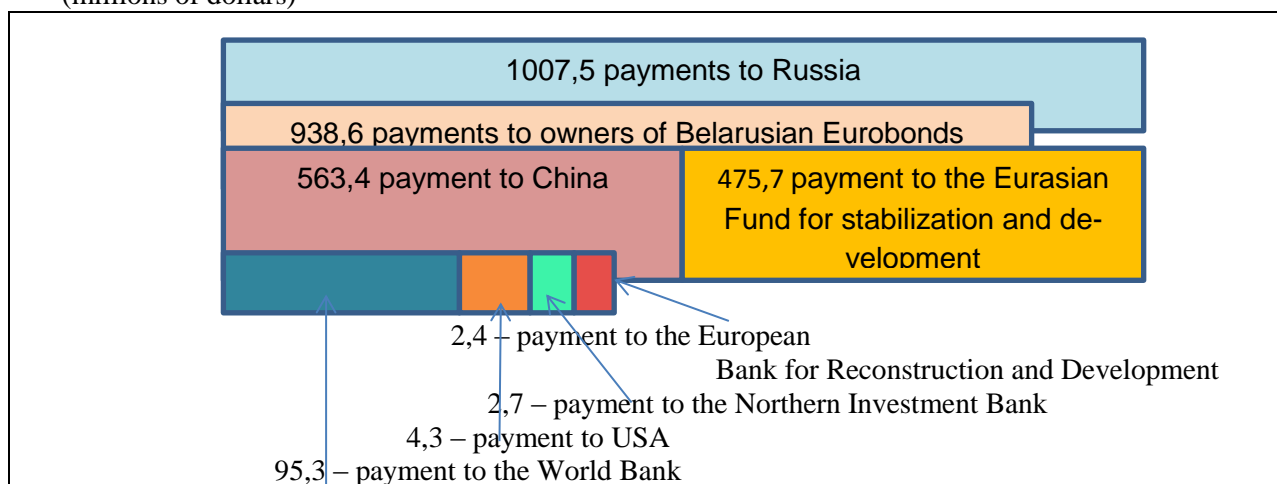 (millions of dollars)
1007,5 payments to Russia
938,6 payments to owners of Belarusian Eurobonds
563,4 payment to China
475,7 payment to the Eurasian
Fund for stabilization and de-
velopment
2,4 – payment to the European
Bank for Reconstruction and Development
2,7 – payment to the Northern Investment Bank
4,3 – payment to USA
95,3 – payment to the World Bank